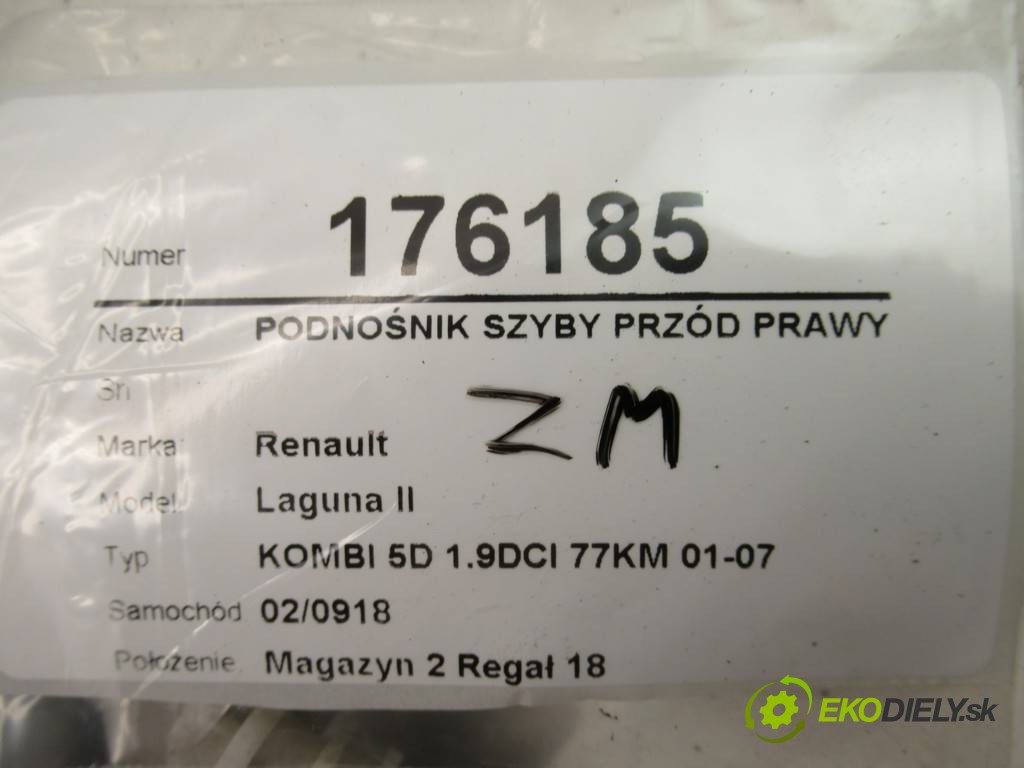 Numer 176185
Nazwa PODNOŚNIK SZYBY PRZÓD PRAWY
Sn
ZM
Marka Renault
Model Laguna II
Typ KOMBI 5D 1.9DCI 77KM 01-07
Samochód 02/0918
Położenie Magazyn 2 Regał 18
EKODIELY.sk